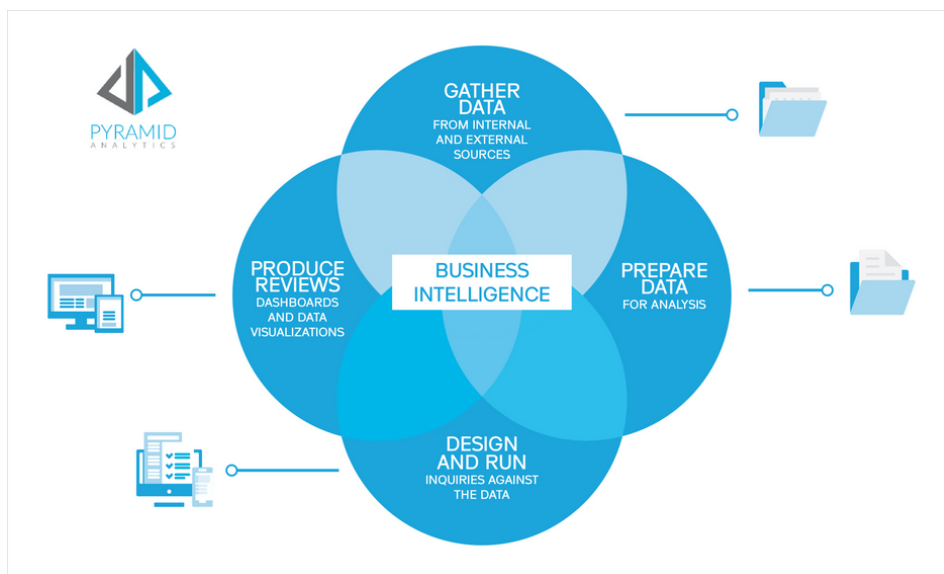 PYRAMID
ANALYTICS
GATHER
DATA
FROM INTERNAL
AND EXTERNAL
SOURCES
PRODUCE
REVIEWS
DASHBOARDS
AND DATA
VISUALIZATIONS
BUSINESS
INTELLIGENCE
PREPARE
DATA
FOR ANALYSIS
DESIGN
AND RUN
INQUIRIES AGAINST
THE DATA